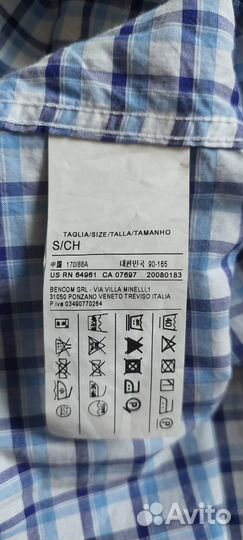 TAGLIA/SIZE/TALLA/TAMANHO
S/CH
中国 170/88A 대한민국 90-165
US RN 64961 CA 07897 20080183
BENCOM SRL - VIA VILLA MINELLI,1
31050 PONZANO VENETO TREVISO ITALIA
P.iva 03490770264
Avito